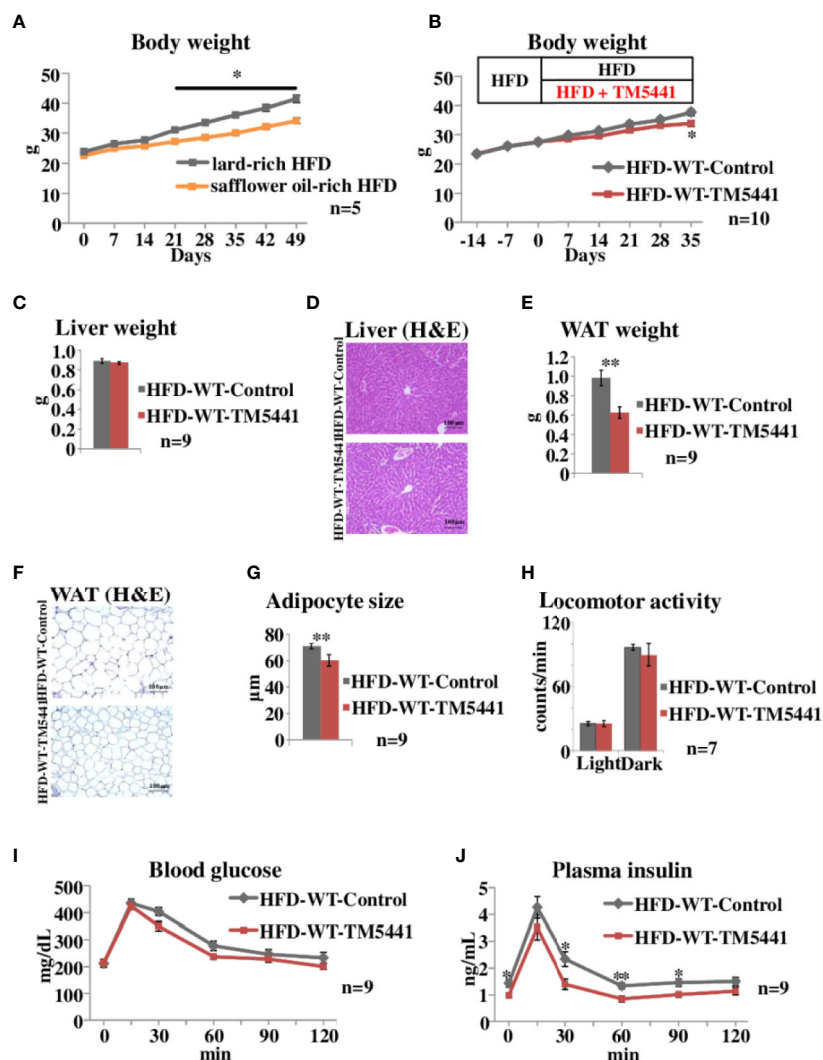 A
Body weight
50
40
30
20
10
0
g
*
lard-rich HFD
safflower oil-rich HFD
n=5
0 7 14 21 28 35 42 49
Days
B
Body weight
50
40
30
20
10
0
g
HFD
HFD
HFD + TM5441
*
HFD-WT-Control
HFD-WT-TM5441
n=10
-14 -7 0 7 14 21 28 35
Days
C
Liver weight
1.0
0.8
0.6
0.4
0.2
0
g
HFD-WT-Control
HFD-WT-TM5441
n=9
D
Liver (H&E)
HFD-WT-Control
100 μm
HFD-WT-TM5441
100μm
E
WAT weight
1.2
1.0
0.8
0.6
0.4
0.2
0
g
**
HFD-WT-Control
HFD-WT-TM5441
n=9
F
WAT (H&E)
HFD-WT-Control
100μm
HFD-WT-TM5441
100μm
G
Adipocyte size
80
60
40
20
0
μm
**
HFD-WT-Control
HFD-WT-TM5441
n=9
H
Locomotor activity
120
60
0
counts/min
HFD-WT-Control
HFD-WT-TM5441
n=7
Light Dark
I
Blood glucose
500
400
300
200
100
0
mg/dL
HFD-WT-Control
HFD-WT-TM5441
n=9
0 15 30 60 90 120
min
J
Plasma insulin
5
4
3
2
1
0
ng/mL
* * ** *
HFD-WT-Control
HFD-WT-TM5441
n=9
0 15 30 60 90 120
min